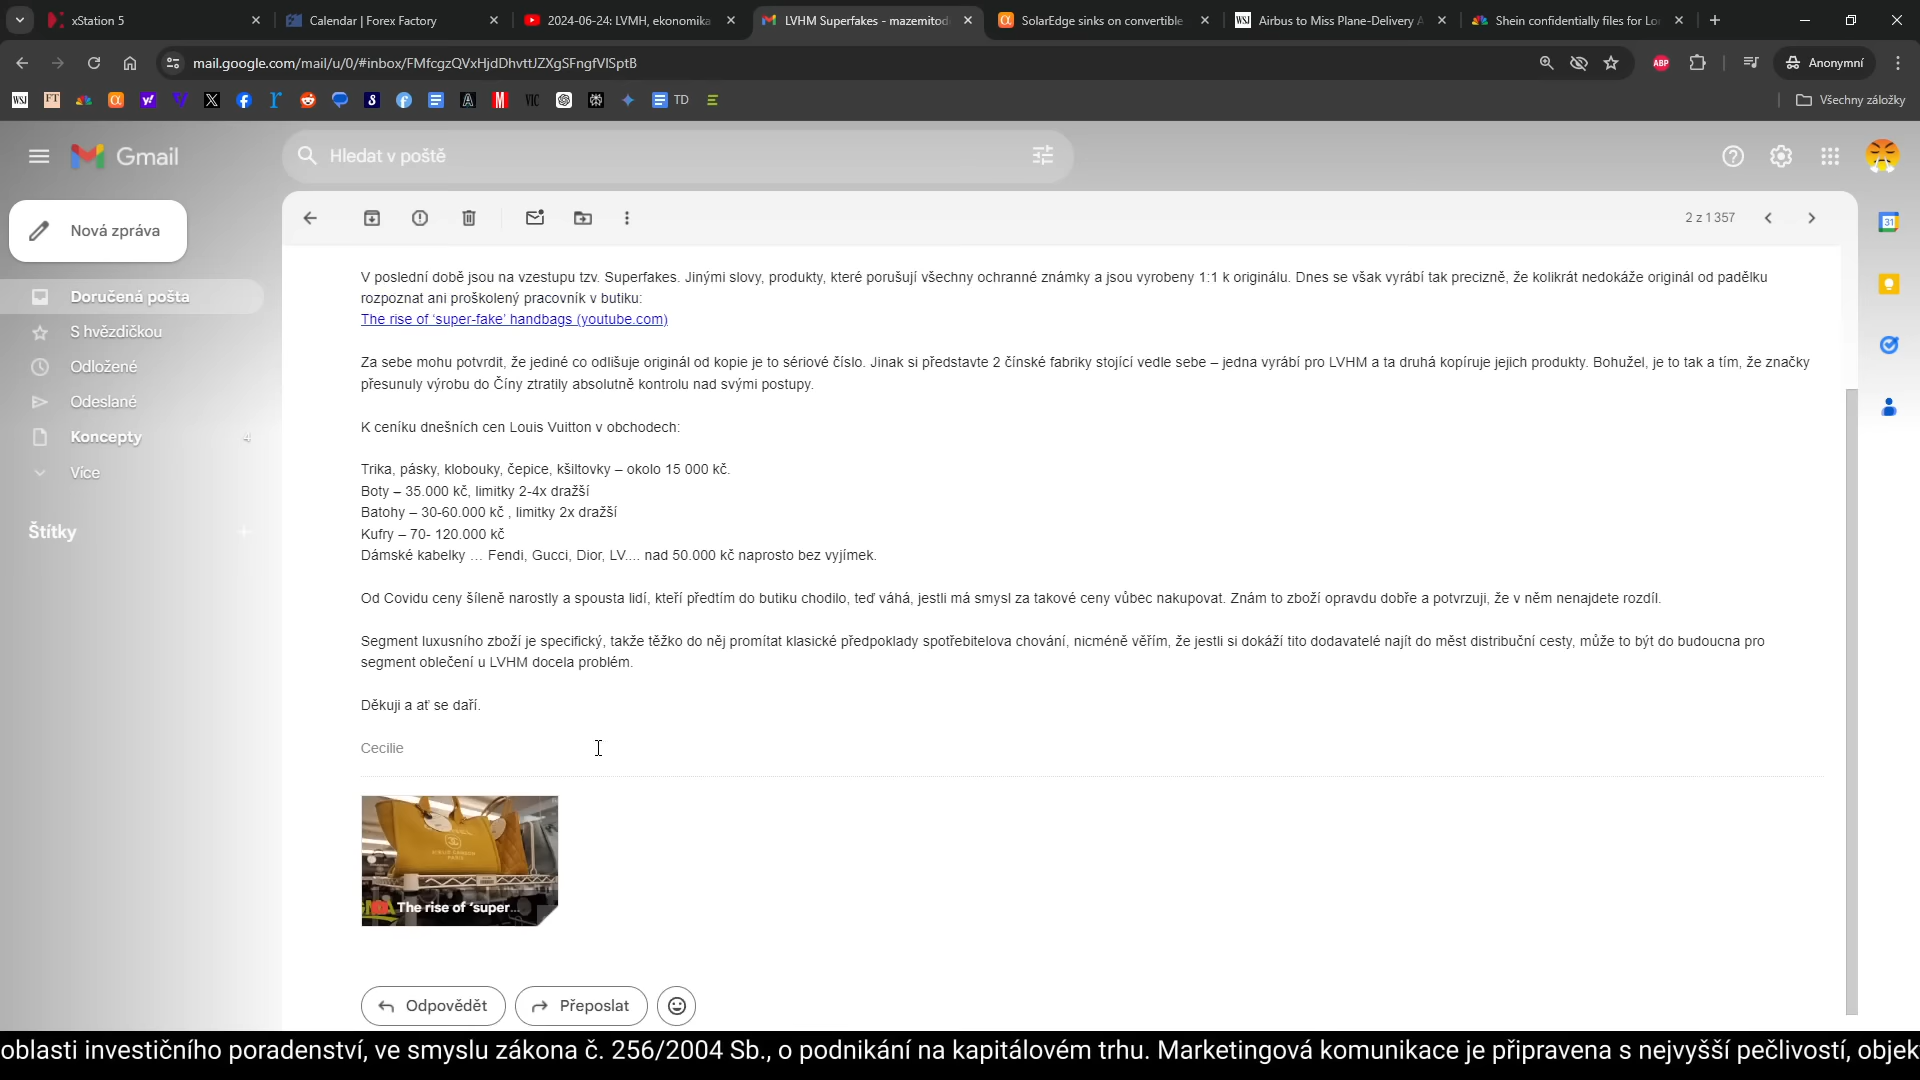 xStation 5
Calendar | Forex Factory
2024-06-24: LVMH, ekonomika
LVHM Superfakes - mazemitod
SolarEdge sinks on convertible
Airbus to Miss Plane-Delivery
Shein confidentially files for Lo
mail.google.com/mail/u/0/#inbox/FMfcgzQVxHjdDhvttJZXgSFngfVlSptB
ABP
Anonymní
WSJ
FT
VIC
TD
Všechny záložky
Gmail
Hledat v poště
Nová zpráva
2 z 1 357
31
Doručená pošta
S hvězdičkou
Odložené
Odeslané
Koncepty 4
Více
Štítky
V poslední době jsou na vzestupu tzv. Superfakes. Jinými slovy, produkty, které porušují všechny ochranné známky a jsou vyrobeny 1:1 k originálu. Dnes se však vyrábí tak precizně, že kolikrát nedokáže originál od padělku
rozpoznat ani proškolený pracovník v butiku:
The rise of ‘super-fake’ handbags (youtube.com)
Za sebe mohu potvrdit, že jediné co odlišuje originál od kopie je to sériové číslo. Jinak si představte 2 čínské fabriky stojící vedle sebe – jedna vyrábí pro LVHM a ta druhá kopíruje jejich produkty. Bohužel, je to tak a tím, že značky
přesunuly výrobu do Číny ztratily absolutně kontrolu nad svými postupy.
K ceníku dnešních cen Louis Vuitton v obchodech:
Trika, pásky, klobouky, čepice, kšiltovky – okolo 15 000 kč.
Boty – 35.000 kč, limitky 2-4x dražší
Batohy – 30-60.000 kč , limitky 2x dražší
Kufry – 70- 120.000 kč
Dámské kabelky … Fendi, Gucci, Dior, LV.... nad 50.000 kč naprosto bez vyjímek.
Od Covidu ceny šíleně narostly a spousta lidí, kteří předtím do butiku chodilo, teď váhá, jestli má smysl za takové ceny vůbec nakupovat. Znám to zboží opravdu dobře a potvrzuji, že v něm nenajdete rozdíl.
Segment luxusního zboží je specifický, takže těžko do něj promítat klasické předpoklady spotřebitelova chování, nicméně věřím, že jestli si dokáží tito dodavatelé najít do měst distribuční cesty, může to být do budoucna pro
segment oblečení u LVHM docela problém.
Děkuji a ať se daří.
Cecilie
The rise of ‘super...
Odpovědět
Přeposlat
oblasti investičního poradenství, ve smyslu zákona č. 256/2004 Sb., o podnikání na kapitálovém trhu. Marketingová komunikace je připravena s nejvyšší pečlivostí, objek